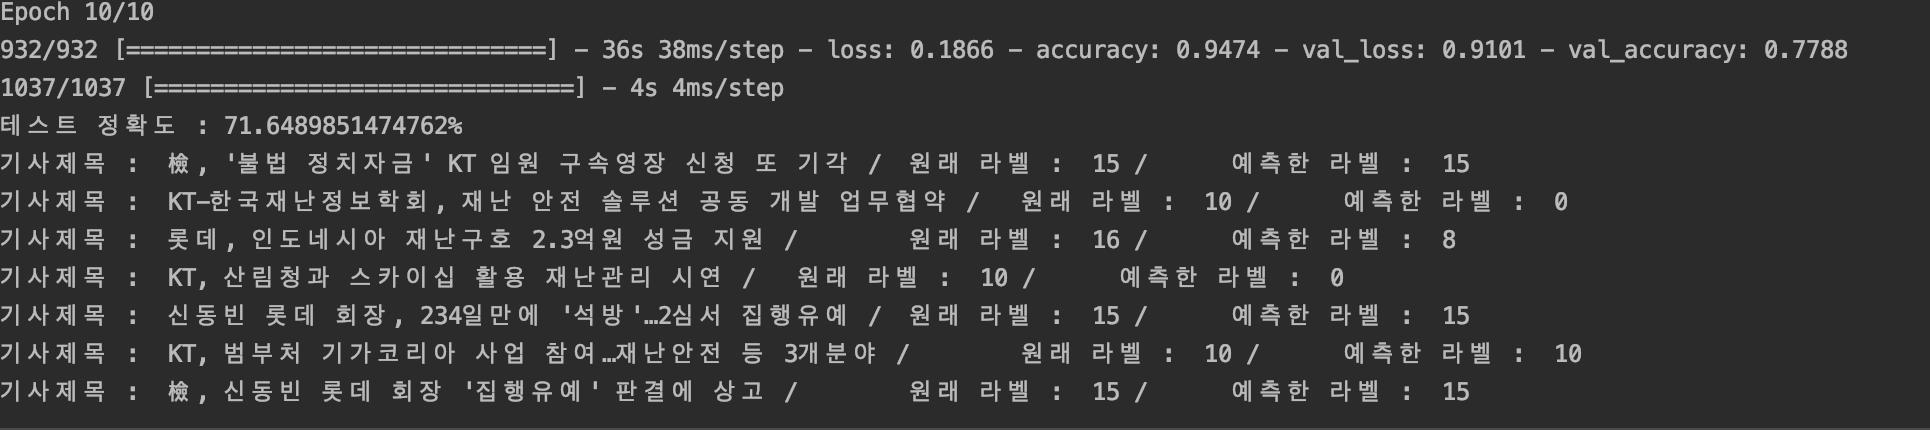 Epoch 10/10
932/932 [==============================] - 36s 38ms/step - loss: 0.1866 - accuracy: 0.9474 - val_loss: 0.9101 - val_accuracy: 0.7788
1037/1037 [==============================] - 4s 4ms/step
테스트 정확도 : 71.6489851474762%
기사제목 : 檢, '불법 정치자금' KT 임원 구속영장 신청 또 기각 / 원래 라벨 : 15 / 예측한 라벨 : 15
기사제목 : KT-한국재난정보학회, 재난 안전 솔루션 공동 개발 업무협약 / 원래 라벨 : 10 / 예측한 라벨 : 0
기사제목 : 롯데, 인도네시아 재난구호 2.3억원 성금 지원 / 원래 라벨 : 16 / 예측한 라벨 : 8
기사제목 : KT, 산림청과 스카이십 활용 재난관리 시연 / 원래 라벨 : 10 / 예측한 라벨 : 0
기사제목 : 신동빈 롯데 회장, 234일만에 '석방'…2심서 집행유예 / 원래 라벨 : 15 / 예측한 라벨 : 15
기사제목 : KT, 범부처 기가코리아 사업 참여…재난안전 등 3개분야 / 원래 라벨 : 10 / 예측한 라벨 : 10
기사제목 : 檢, 신동빈 롯데 회장 '집행유예' 판결에 상고 / 원래 라벨 : 15 / 예측한 라벨 : 15